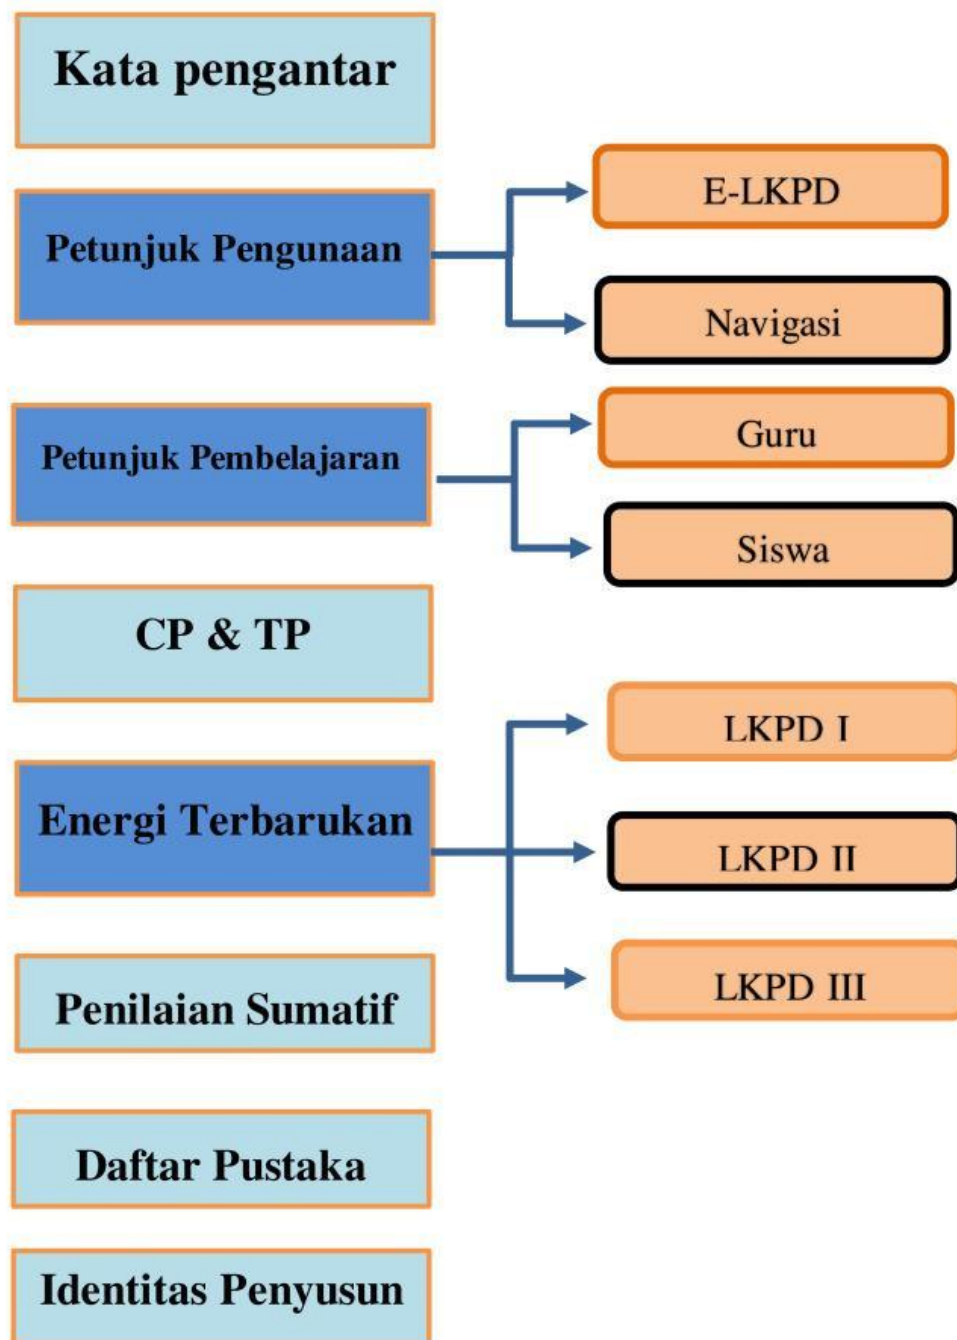 Kata pengantar
Petunjuk Pengunaan
E-LKPD
Navigasi
Petunjuk Pembelajaran
Guru
Siswa
CP & TP
Energi Terbarukan
LKPD I
LKPD II
LKPD III
Penilaian Sumatif
Daftar Pustaka
Identitas Penyusun